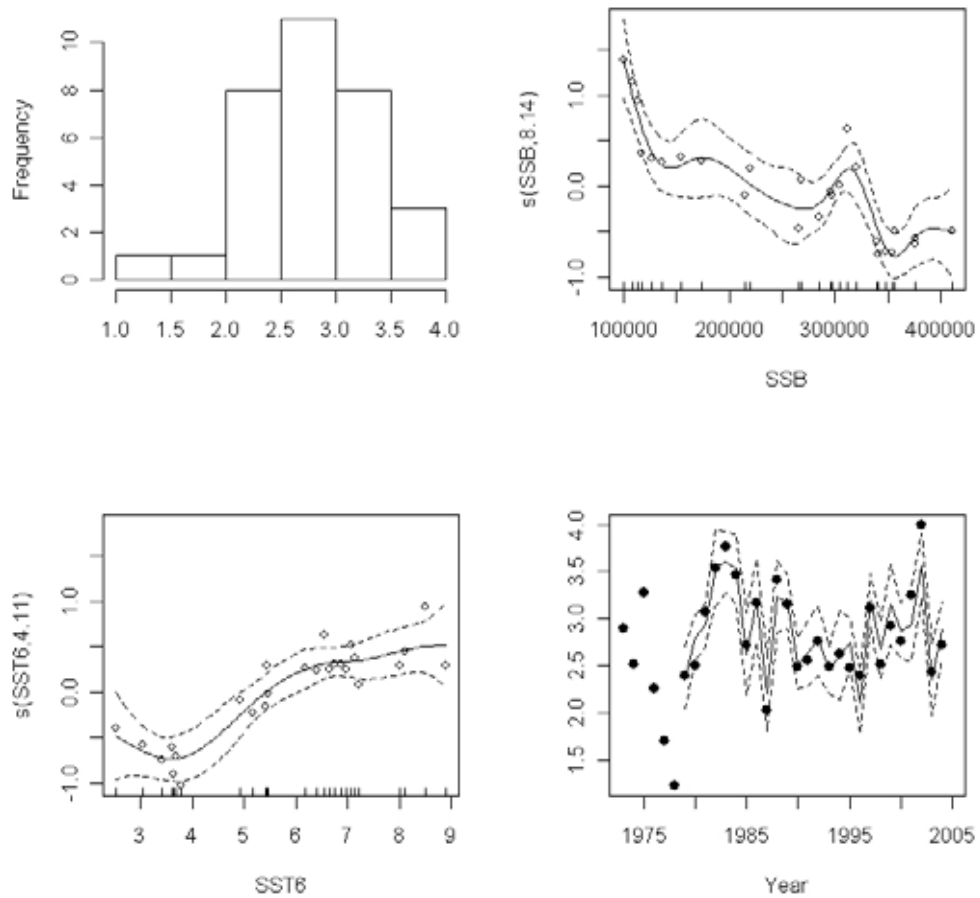 Frequency
0 2 4 6 8 10
1.0 1.5 2.0 2.5 3.0 3.5 4.0
s(SSB,8.14)
-1.0 0.0 1.0
100000 200000 300000 400000
SSB
s(SST6,4.11)
-1.0 0.0 1.0
3 4 5 6 7 8 9
SST6
1.5 2.0 2.5 3.0 3.5 4.0
1975 1985 1995 2005
Year